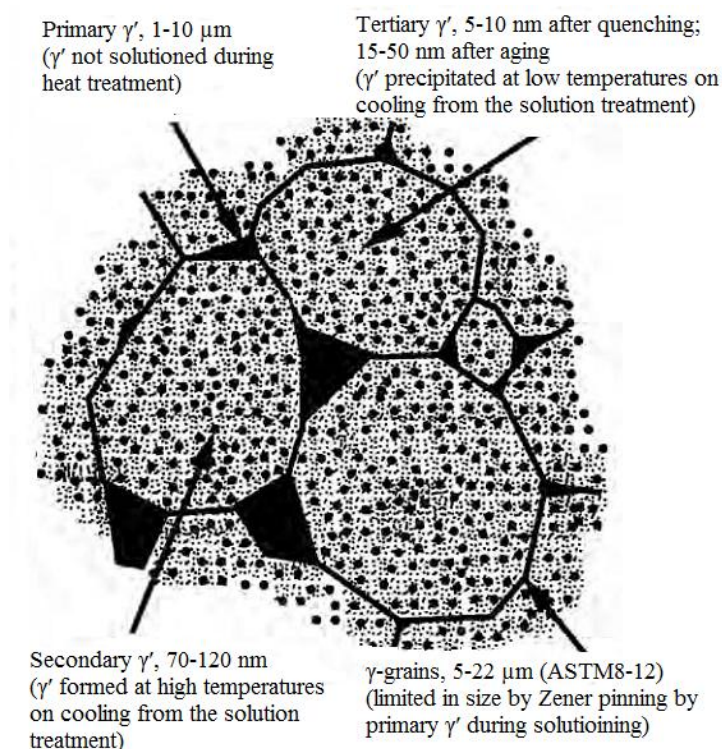 Primary γ′, 1-10 µm
(γ′ not solutioned during
heat treatment)
Tertiary γ′, 5-10 nm after quenching;
15-50 nm after aging
(γ′ precipitated at low temperatures on
cooling from the solution treatment)
Secondary γ′, 70-120 nm
(γ′ formed at high temperatures
on cooling from the solution
treatment)
γ-grains, 5-22 µm (ASTM8-12)
(limited in size by Zener pinning by
primary γ′ during solutioining)